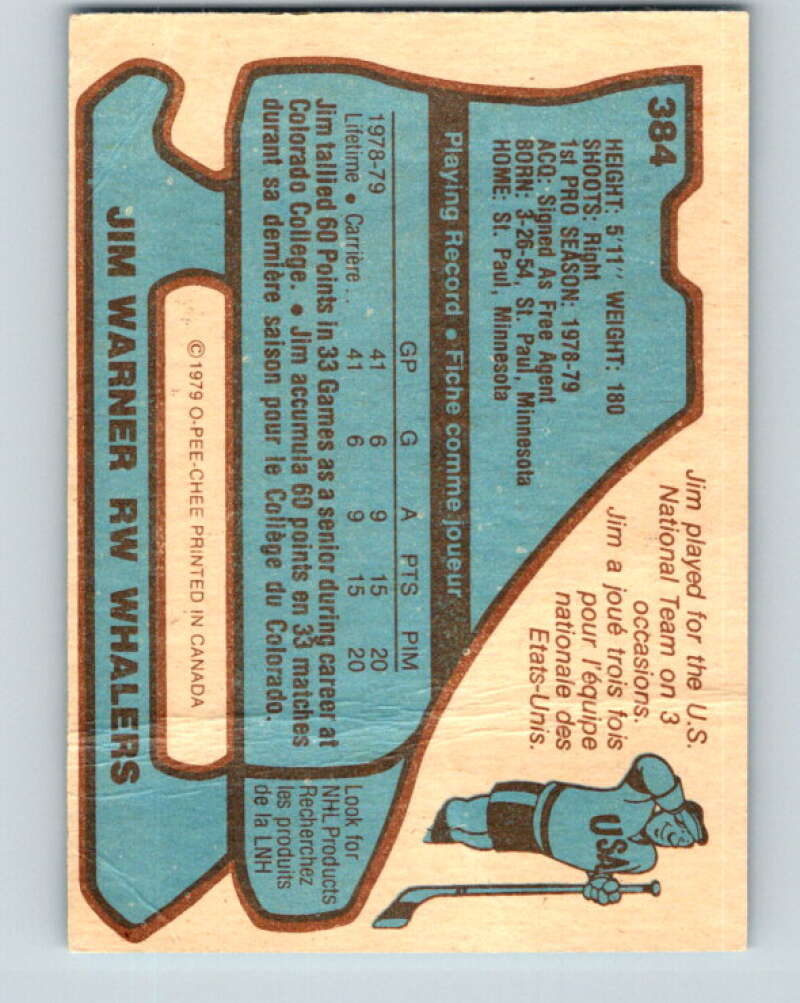 384
HEIGHT: 5'11" WEIGHT: 180
SHOOTS: Right
1st PRO SEASON: 1978-79
ACQ: Signed As Free Agent
BORN: 3-26-54, St. Paul, Minnesota
HOME: St. Paul, Minnesota
Jim played for the U.S.
National Team on 3
occasions.
Jim a joué trois fois
pour l'équipe
nationale des
Etats-Unis.
USA
Playing Record • Fiche comme joueur
GP G A PTS PIM
1978-79 41 6 9 15 20
Lifetime • Carrière .. 41 6 9 15 20
Jim tallied 60 Points in 33 Games as a senior during career at
Colorado College. • Jim accumula 60 points en 33 matches
durant sa dernière saison pour le Collège du Colorado.
Look for
NHL Products
Recherchez
les produits
de la LNH
©1979 O-PEE-CHEE PRINTED IN CANADA
JIM WARNER RW WHALERS